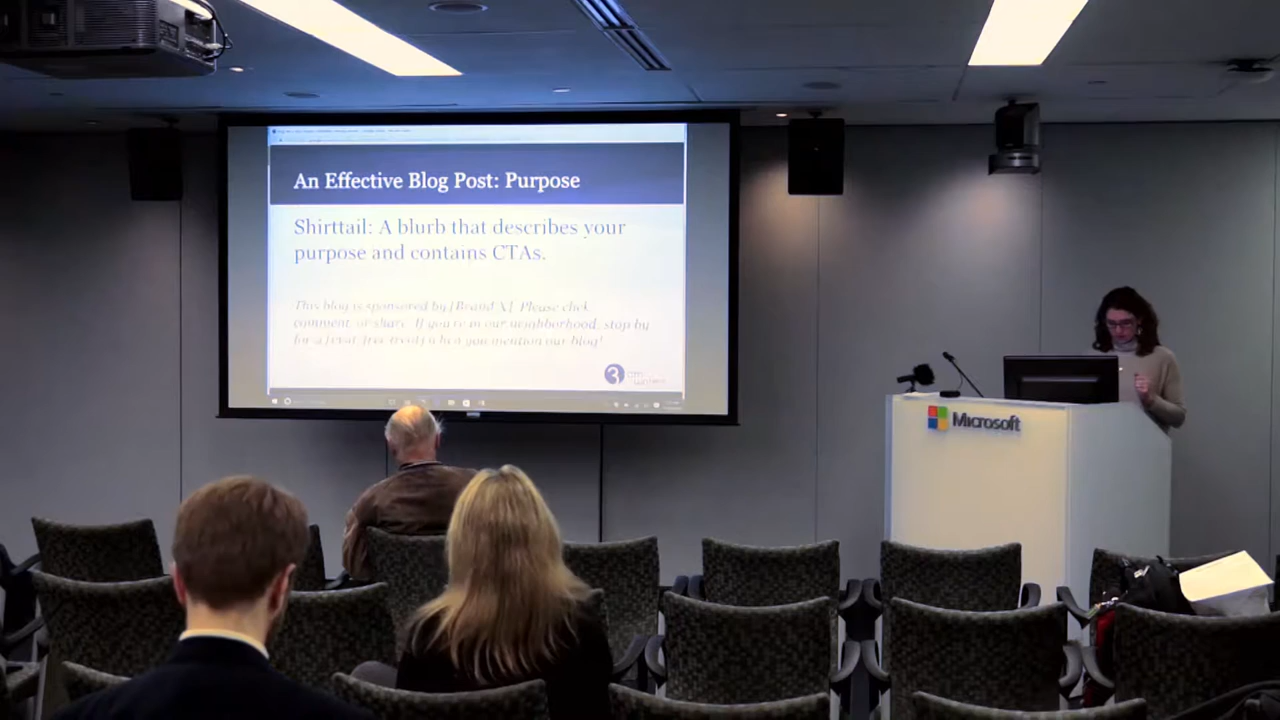 An Effective Blog Post: Purpose
Shirttail: A blurb that describes your
purpose and contains CTAs.
This blog is sponsored by [Brand X]. Please click,
comment, or share. If you're in our neighborhood, stop by
for a [treat, free treat] when you mention our blog!
3
Microsoft